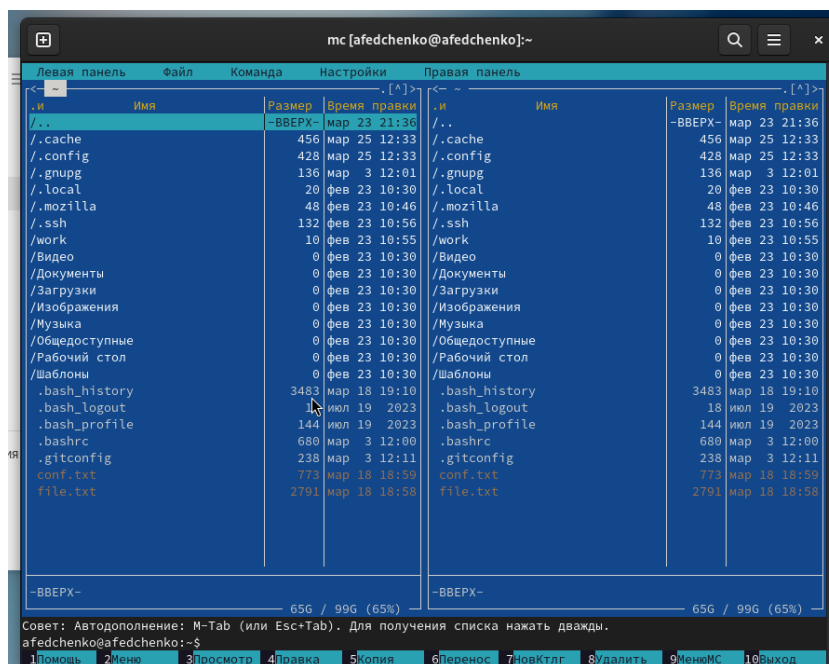 mc [afedchenko@afedchenko]:~
Левая панель Файл Команда Настройки Правая панель
<— ~ .[^]> <— ~ .[^]>
.и Имя Размер Время правки .и Имя Размер Время правки
/.. -ВВЕРХ- мар 23 21:36 /.. -ВВЕРХ- мар 23 21:36
/.cache 456 мар 25 12:33 /.cache 456 мар 25 12:33
/.config 428 мар 25 12:33 /.config 428 мар 25 12:33
/.gnupg 136 мар 3 12:01 /.gnupg 136 мар 3 12:01
/.local 20 фев 23 10:30 /.local 20 фев 23 10:30
/.mozilla 48 фев 23 10:46 /.mozilla 48 фев 23 10:46
/.ssh 132 фев 23 10:56 /.ssh 132 фев 23 10:56
/work 10 фев 23 10:55 /work 10 фев 23 10:55
/Видео 0 фев 23 10:30 /Видео 0 фев 23 10:30
/Документы 0 фев 23 10:30 /Документы 0 фев 23 10:30
/Загрузки 0 фев 23 10:30 /Загрузки 0 фев 23 10:30
/Изображения 0 фев 23 10:30 /Изображения 0 фев 23 10:30
/Музыка 0 фев 23 10:30 /Музыка 0 фев 23 10:30
/Общедоступные 0 фев 23 10:30 /Общедоступные 0 фев 23 10:30
/Рабочий стол 0 фев 23 10:30 /Рабочий стол 0 фев 23 10:30
/Шаблоны 0 фев 23 10:30 /Шаблоны 0 фев 23 10:30
.bash_history 3483 мар 18 19:10 .bash_history 3483 мар 18 19:10
.bash_logout июл 19 2023 .bash_logout 18 июл 19 2023
.bash_profile 144 июл 19 2023 .bash_profile 144 июл 19 2023
.bashrc 680 мар 3 12:00 .bashrc 680 мар 3 12:00
.gitconfig 238 мар 3 12:11 .gitconfig 238 мар 3 12:11
conf.txt 773 мар 18 18:59 conf.txt 773 мар 18 18:59
file.txt 2791 мар 18 18:58 file.txt 2791 мар 18 18:58
-ВВЕРХ- -ВВЕРХ-
65G / 99G (65%) 65G / 99G (65%)
Совет: Автодополнение: M-Tab (или Esc+Tab). Для получения списка нажать дважды.
afedchenko@afedchenko:~$
1Помощь 2Меню 3Просмотр 4Правка 5Копия 6Перенос 7НовКтлг 8Удалить 9МенюМС 10Выход